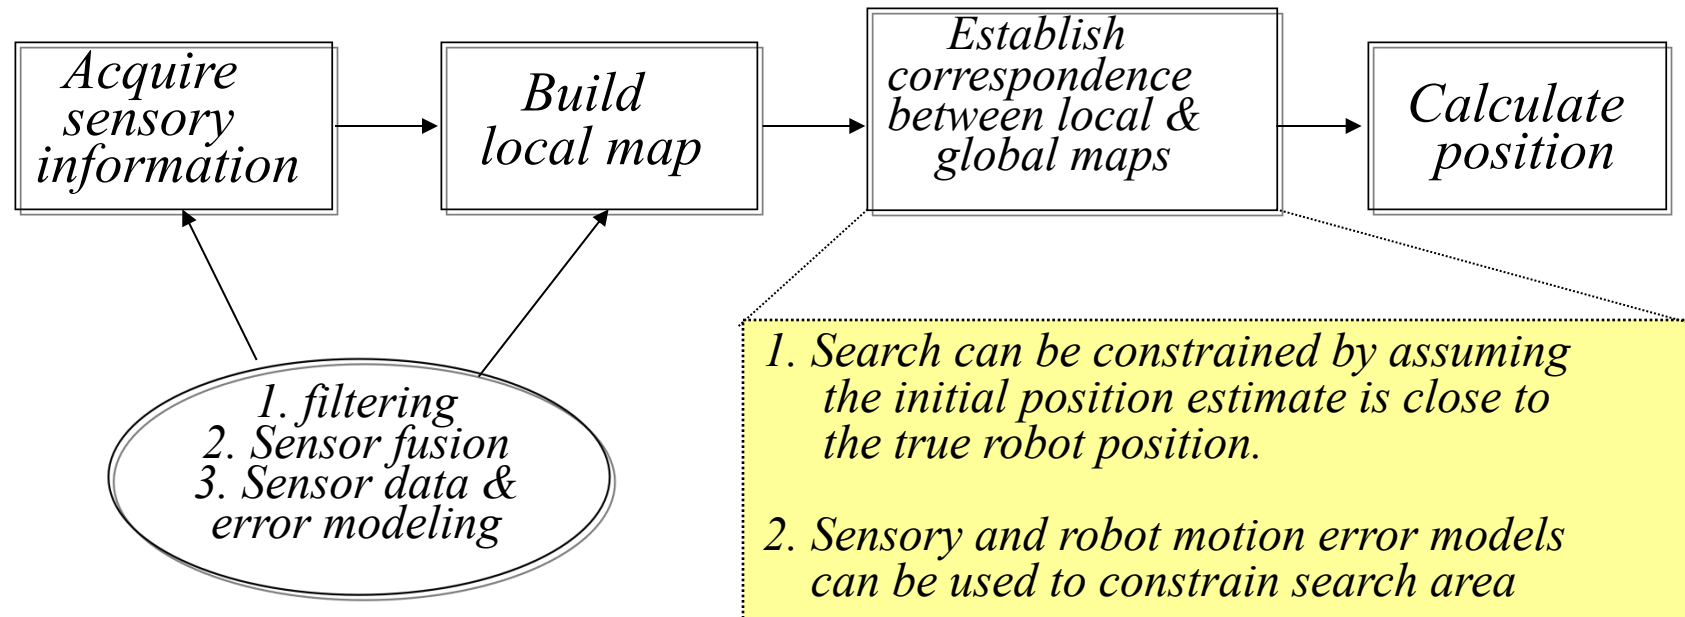 Acquire
sensory
information
Build
local map
Establish
correspondence
between local &
global maps
Calculate
position
1. filtering
2. Sensor fusion
3. Sensor data &
error modeling
1. Search can be constrained by assuming
the initial position estimate is close to
the true robot position.
2. Sensory and robot motion error models
can be used to constrain search area